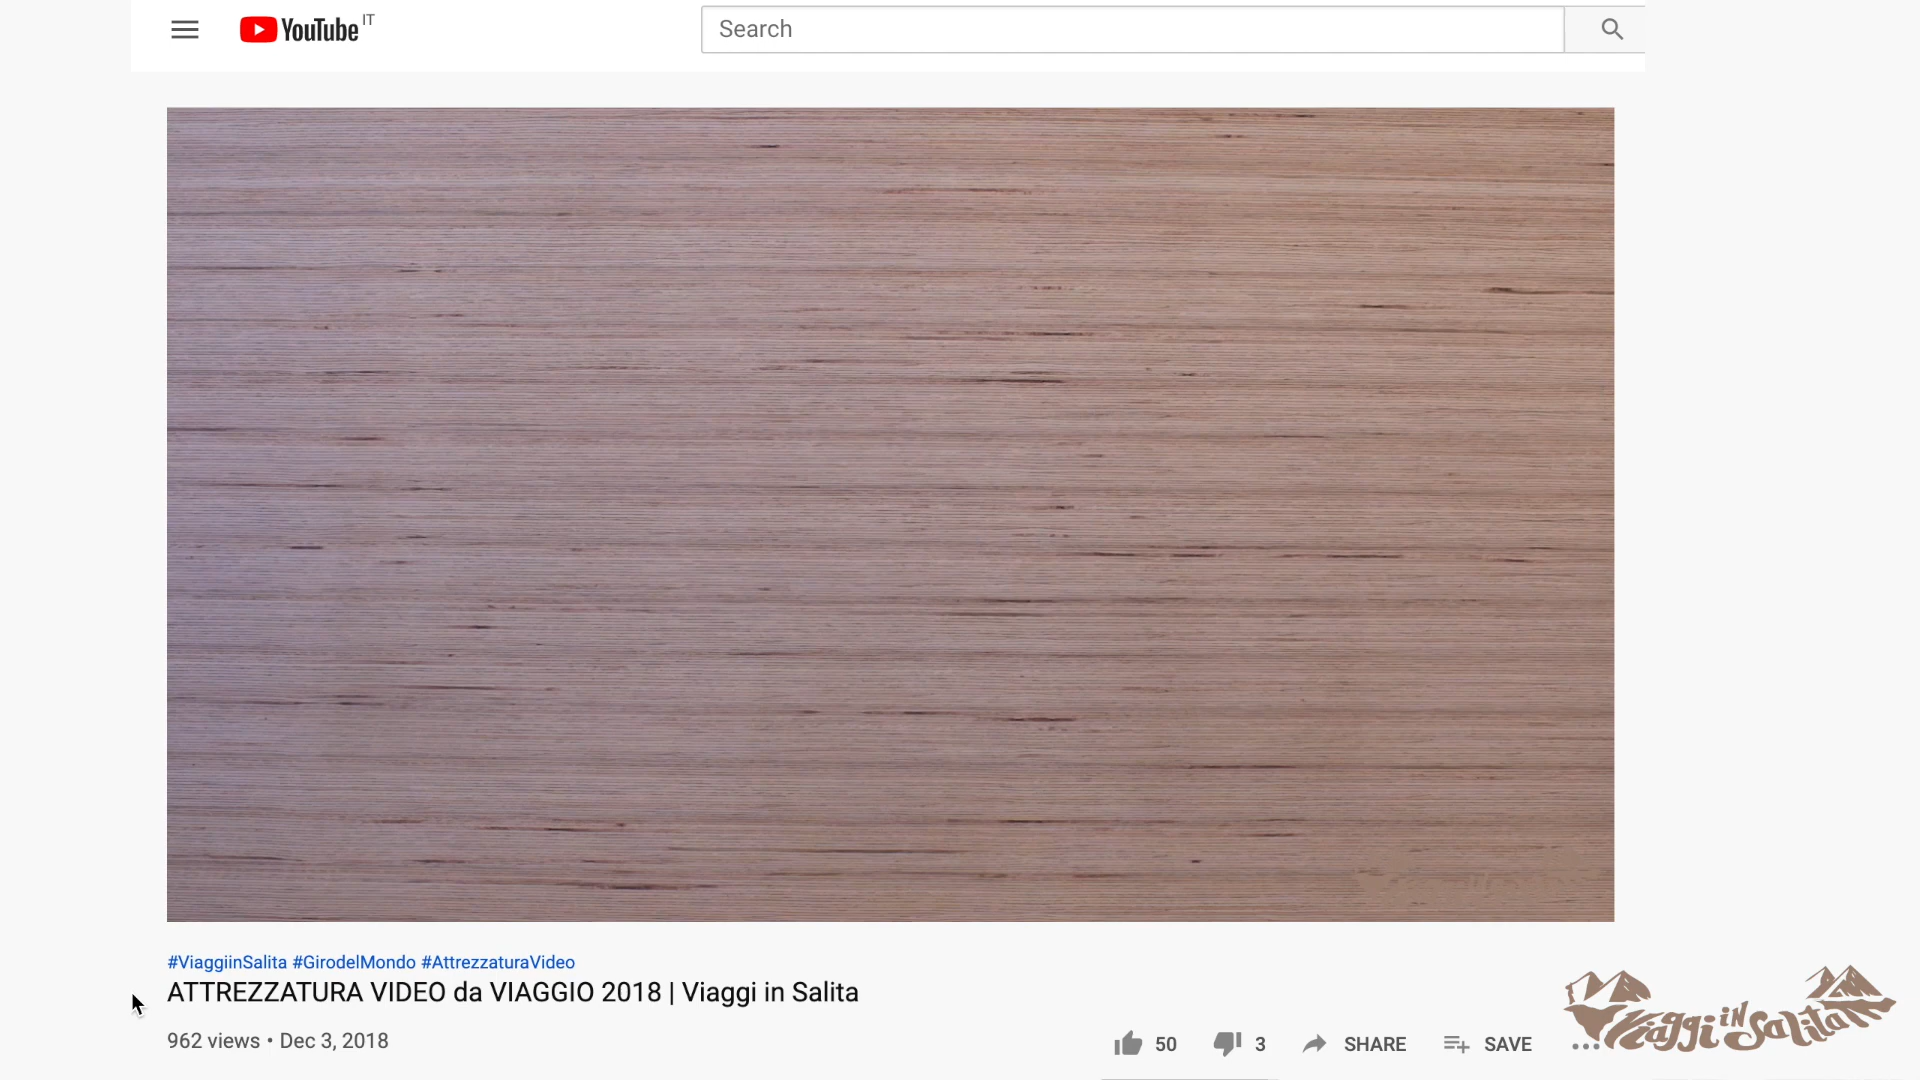 YouTube IT
Search
#ViaggiinSalita #GirodelMondo #AttrezzaturaVideo
ATTREZZATURA VIDEO da VIAGGIO 2018 | Viaggi in Salita
962 views • Dec 3, 2018
50
3
SHARE
SAVE
Viaggi in Salita